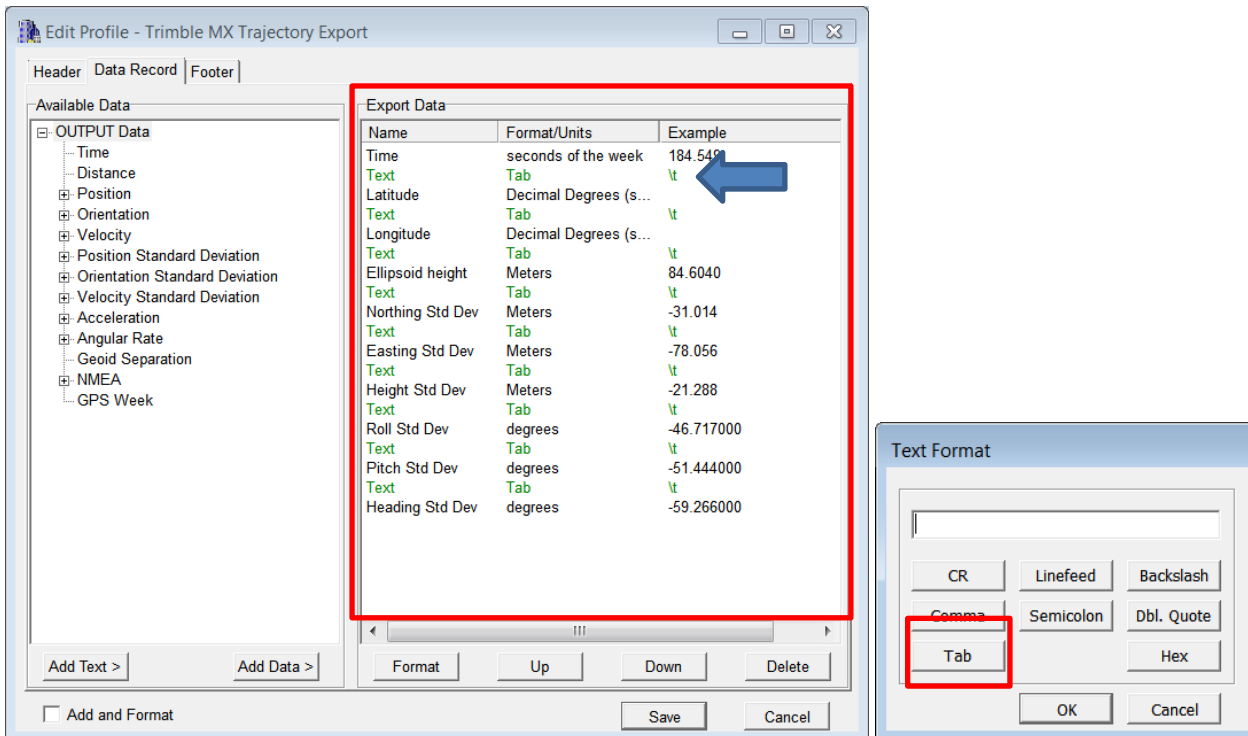 Edit Profile - Trimble MX Trajectory Export
Header Data Record Footer
Available Data
OUTPUT Data
Time
Distance
Position
Orientation
Velocity
Position Standard Deviation
Orientation Standard Deviation
Velocity Standard Deviation
Acceleration
Angular Rate
Geoid Separation
NMEA
GPS Week
Add Text > Add Data >
Add and Format
Export Data
Name Format/Units Example
Time seconds of the week
Text Tab \t
Latitude Decimal Degrees (s...
Text Tab \t
Longitude Decimal Degrees (s...
Text Tab \t
Ellipsoid height Meters 84.6040
Text Tab \t
Northing Std Dev Meters -31.014
Text Tab \t
Easting Std Dev Meters -78.056
Text Tab \t
Height Std Dev Meters -21.288
Text Tab \t
Roll Std Dev degrees -46.717000
Text Tab \t
Pitch Std Dev degrees -51.444000
Text Tab \t
Heading Std Dev degrees -59.266000
Format Up Down Delete
Save Cancel
Text Format
CR Linefeed Backslash
Comma Semicolon Dbl. Quote
Tab Hex
OK Cancel